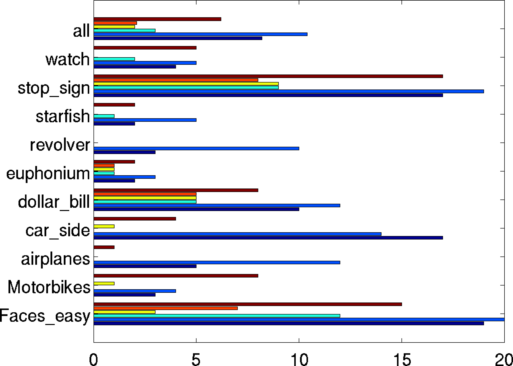 all
watch
stop_sign
starfish
revolver
euphonium
dollar_bill
car_side
airplanes
Motorbikes
Faces_easy
0 5 10 15 20